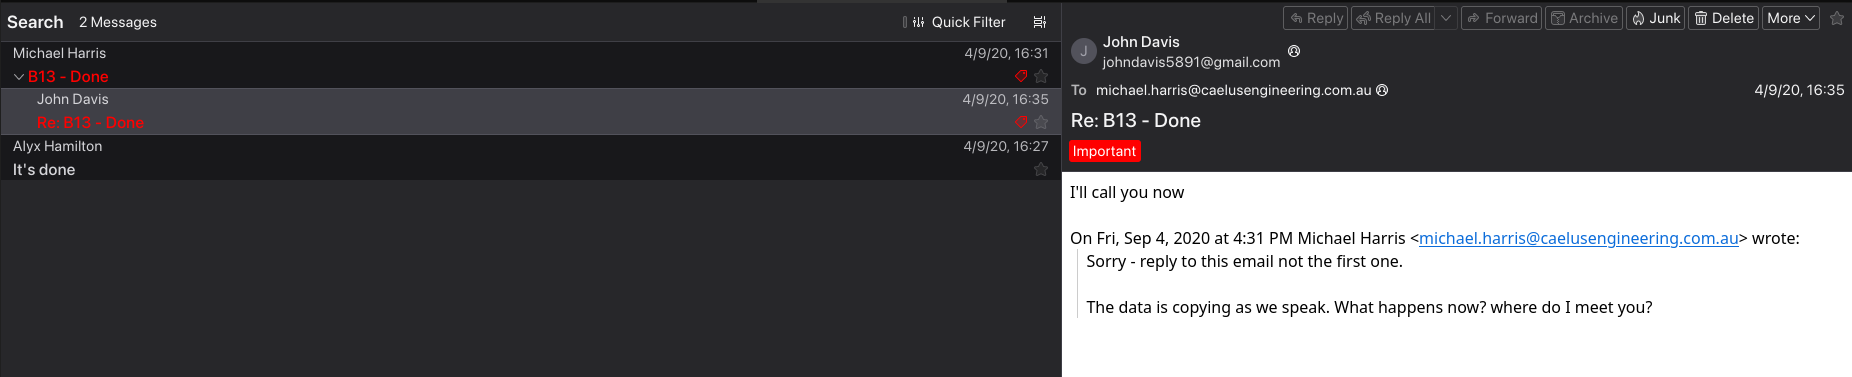 Search 2 Messages Quick Filter
Michael Harris 4/9/20, 16:31
B13 - Done
John Davis 4/9/20, 16:35
Re: B13 - Done
Alyx Hamilton 4/9/20, 16:27
It's done
Reply Reply All Forward Archive Junk Delete More
J
John Davis
johndavis5891@gmail.com
To michael.harris@caelusengineering.com.au 4/9/20, 16:35
Re: B13 - Done
Important
I'll call you now
On Fri, Sep 4, 2020 at 4:31 PM Michael Harris <michael.harris@caelusengineering.com.au> wrote:
Sorry - reply to this email not the first one.
The data is copying as we speak. What happens now? where do I meet you?